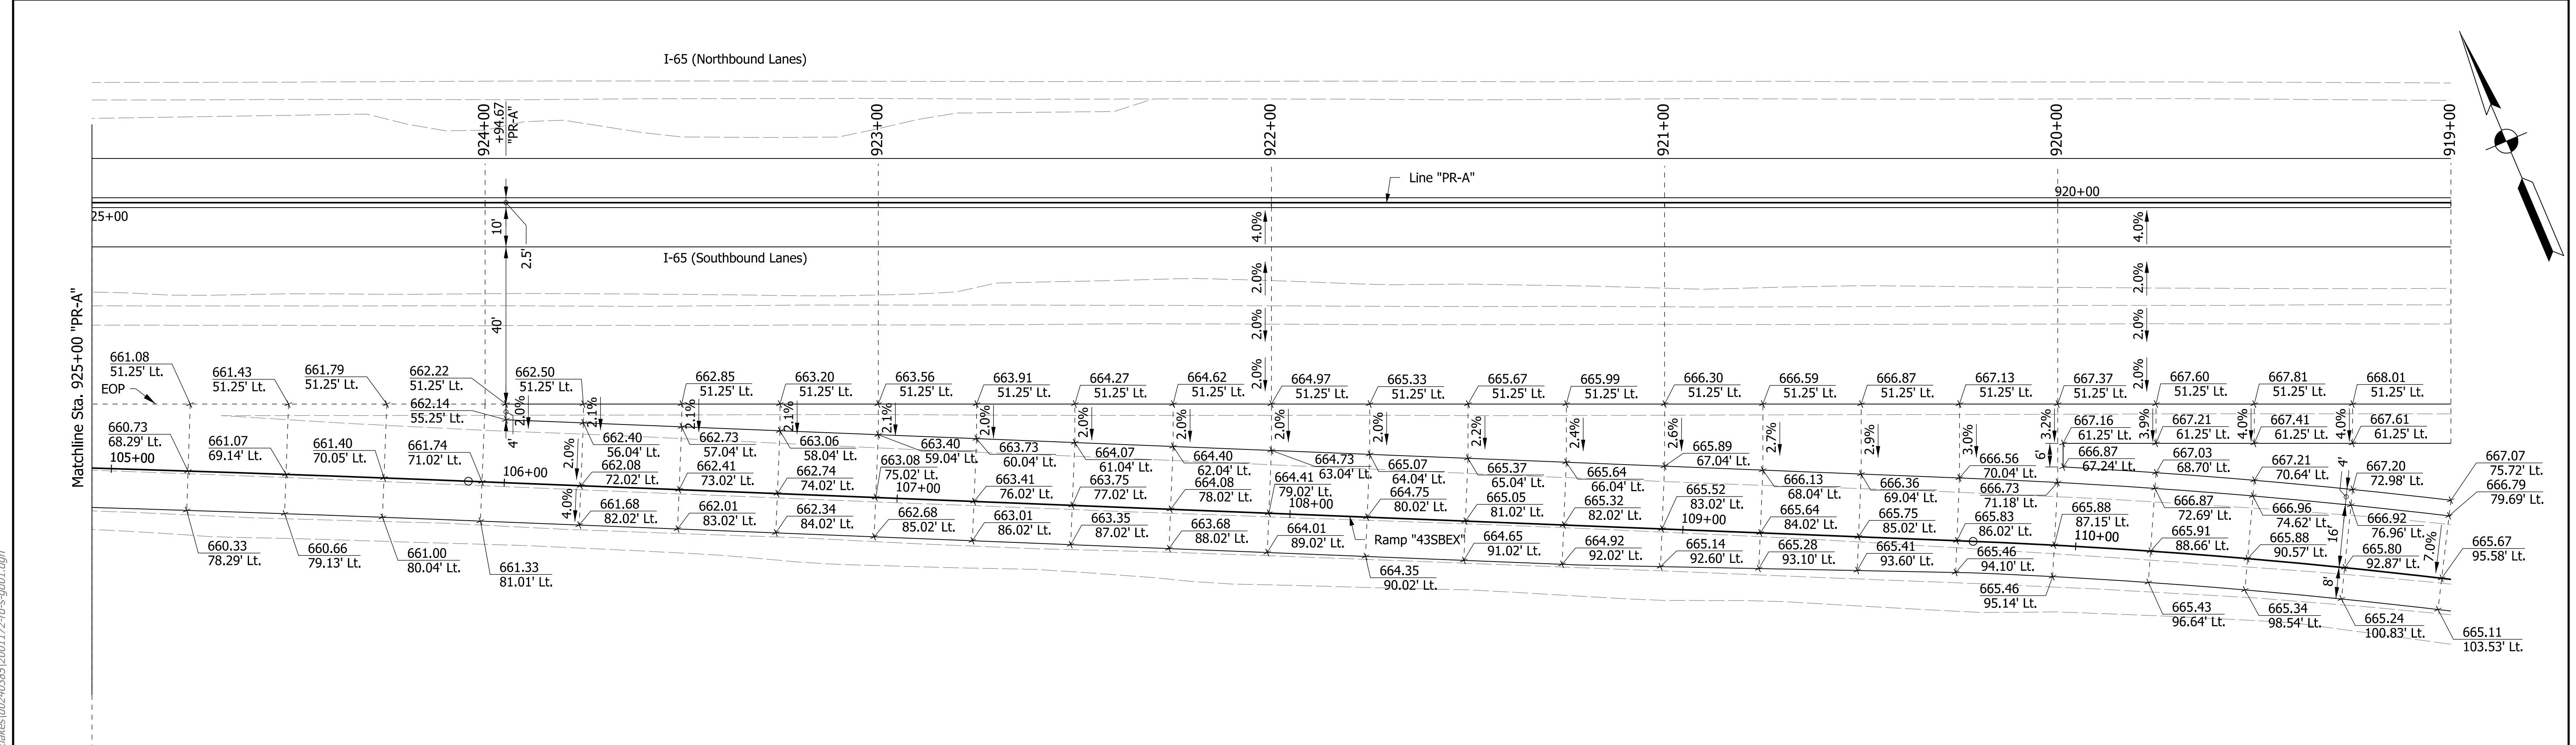 I-65 (Northbound Lanes)
924+00
+94.67
"PR-A"
923+00
922+00
921+00
920+00
919+00
Line "PR-A"
920+00
25+00
10'
2.5'
4.0%
4.0%
I-65 (Southbound Lanes)
Matchline Sta. 925+00 "PR-A"
40'
2.0%
2.0%
2.0%
2.0%
2.0%
2.0%
EOP
661.08
51.25' Lt.
661.43
51.25' Lt.
661.79
51.25' Lt.
662.22
51.25' Lt.
662.50
51.25' Lt.
662.85
51.25' Lt.
663.20
51.25' Lt.
663.56
51.25' Lt.
663.91
51.25' Lt.
664.27
51.25' Lt.
664.62
51.25' Lt.
664.97
51.25' Lt.
665.33
51.25' Lt.
665.67
51.25' Lt.
665.99
51.25' Lt.
666.30
51.25' Lt.
666.59
51.25' Lt.
666.87
51.25' Lt.
667.13
51.25' Lt.
667.37
51.25' Lt.
667.60
51.25' Lt.
667.81
51.25' Lt.
668.01
51.25' Lt.
662.14
55.25' Lt.
4'
2.0%
2.1%
2.1%
2.1%
2.1%
2.0%
2.0%
2.0%
2.0%
2.0%
2.2%
2.4%
2.6%
2.7%
2.9%
3.0%
3.2%
3.9%
4.0%
4.0%
667.16
61.25' Lt.
667.21
61.25' Lt.
667.41
61.25' Lt.
667.61
61.25' Lt.
662.40
56.04' Lt.
662.73
57.04' Lt.
663.06
58.04' Lt.
663.40
59.04' Lt.
663.73
60.04' Lt.
664.07
61.04' Lt.
664.40
62.04' Lt.
664.73
63.04' Lt.
665.07
64.04' Lt.
665.37
65.04' Lt.
665.64
66.04' Lt.
665.89
67.04' Lt.
666.13
68.04' Lt.
666.36
69.04' Lt.
666.56
70.04' Lt.
666.73
71.18' Lt.
6'
666.87
67.24' Lt.
667.03
68.70' Lt.
667.21
70.64' Lt.
4'
667.20
72.98' Lt.
667.07
75.72' Lt.
666.87
72.69' Lt.
666.96
74.62' Lt.
666.92
76.96' Lt.
666.79
79.69' Lt.
660.73
68.29' Lt.
105+00
661.07
69.14' Lt.
661.40
70.05' Lt.
661.74
71.02' Lt.
106+00
2.0%
4.0%
662.08
72.02' Lt.
662.41
73.02' Lt.
662.74
74.02' Lt.
663.08
75.02' Lt.
107+00
663.41
76.02' Lt.
663.75
77.02' Lt.
664.08
78.02' Lt.
664.41
79.02' Lt.
108+00
664.75
80.02' Lt.
665.05
81.02' Lt.
665.32
82.02' Lt.
665.52
83.02' Lt.
109+00
665.64
84.02' Lt.
665.75
85.02' Lt.
665.83
86.02' Lt.
665.88
87.15' Lt.
110+00
665.91
88.66' Lt.
665.88
90.57' Lt.
16'
665.80
92.87' Lt.
7.0%
665.67
95.58' Lt.
8'
Ramp "43SBEX"
660.33
78.29' Lt.
660.66
79.13' Lt.
661.00
80.04' Lt.
661.33
81.01' Lt.
661.68
82.02' Lt.
662.01
83.02' Lt.
662.34
84.02' Lt.
662.68
85.02' Lt.
663.01
86.02' Lt.
663.35
87.02' Lt.
663.68
88.02' Lt.
664.01
89.02' Lt.
664.35
90.02' Lt.
664.65
91.02' Lt.
664.92
92.02' Lt.
665.14
92.60' Lt.
665.28
93.10' Lt.
665.41
93.60' Lt.
665.46
94.10' Lt.
665.46
95.14' Lt.
665.43
96.64' Lt.
665.34
98.54' Lt.
665.24
100.83' Lt.
665.11
103.53' Lt.